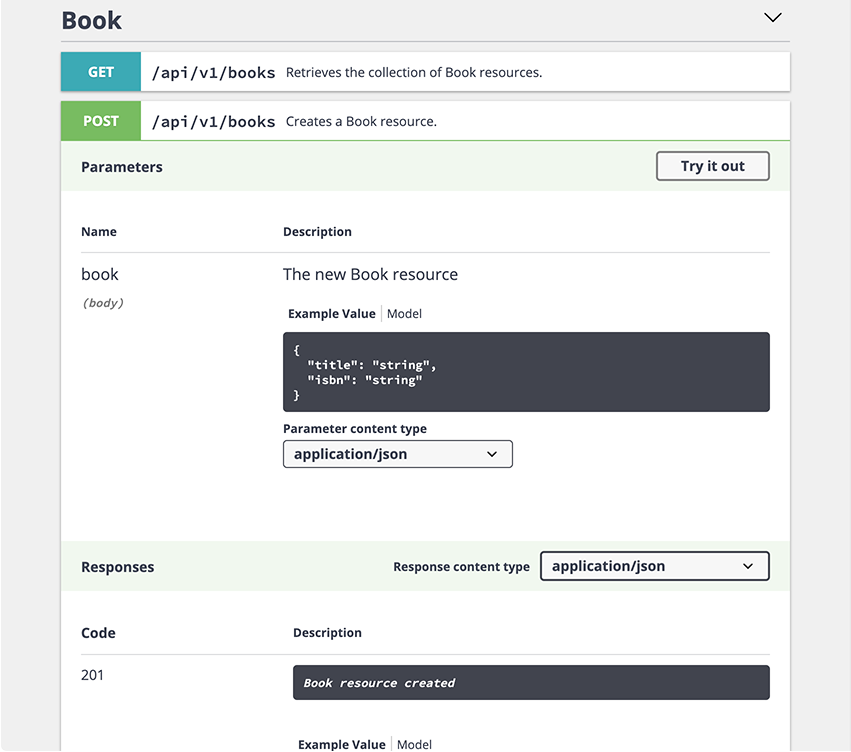 Book
GET /api/v1/books Retrieves the collection of Book resources.
POST /api/v1/books Creates a Book resource.
Parameters Try it out
Name Description
book The new Book resource
(body)
Example Value Model
{
"title": "string",
"isbn": "string"
}
Parameter content type
application/json
Responses Response content type application/json
Code Description
201 Book resource created
Example Value Model